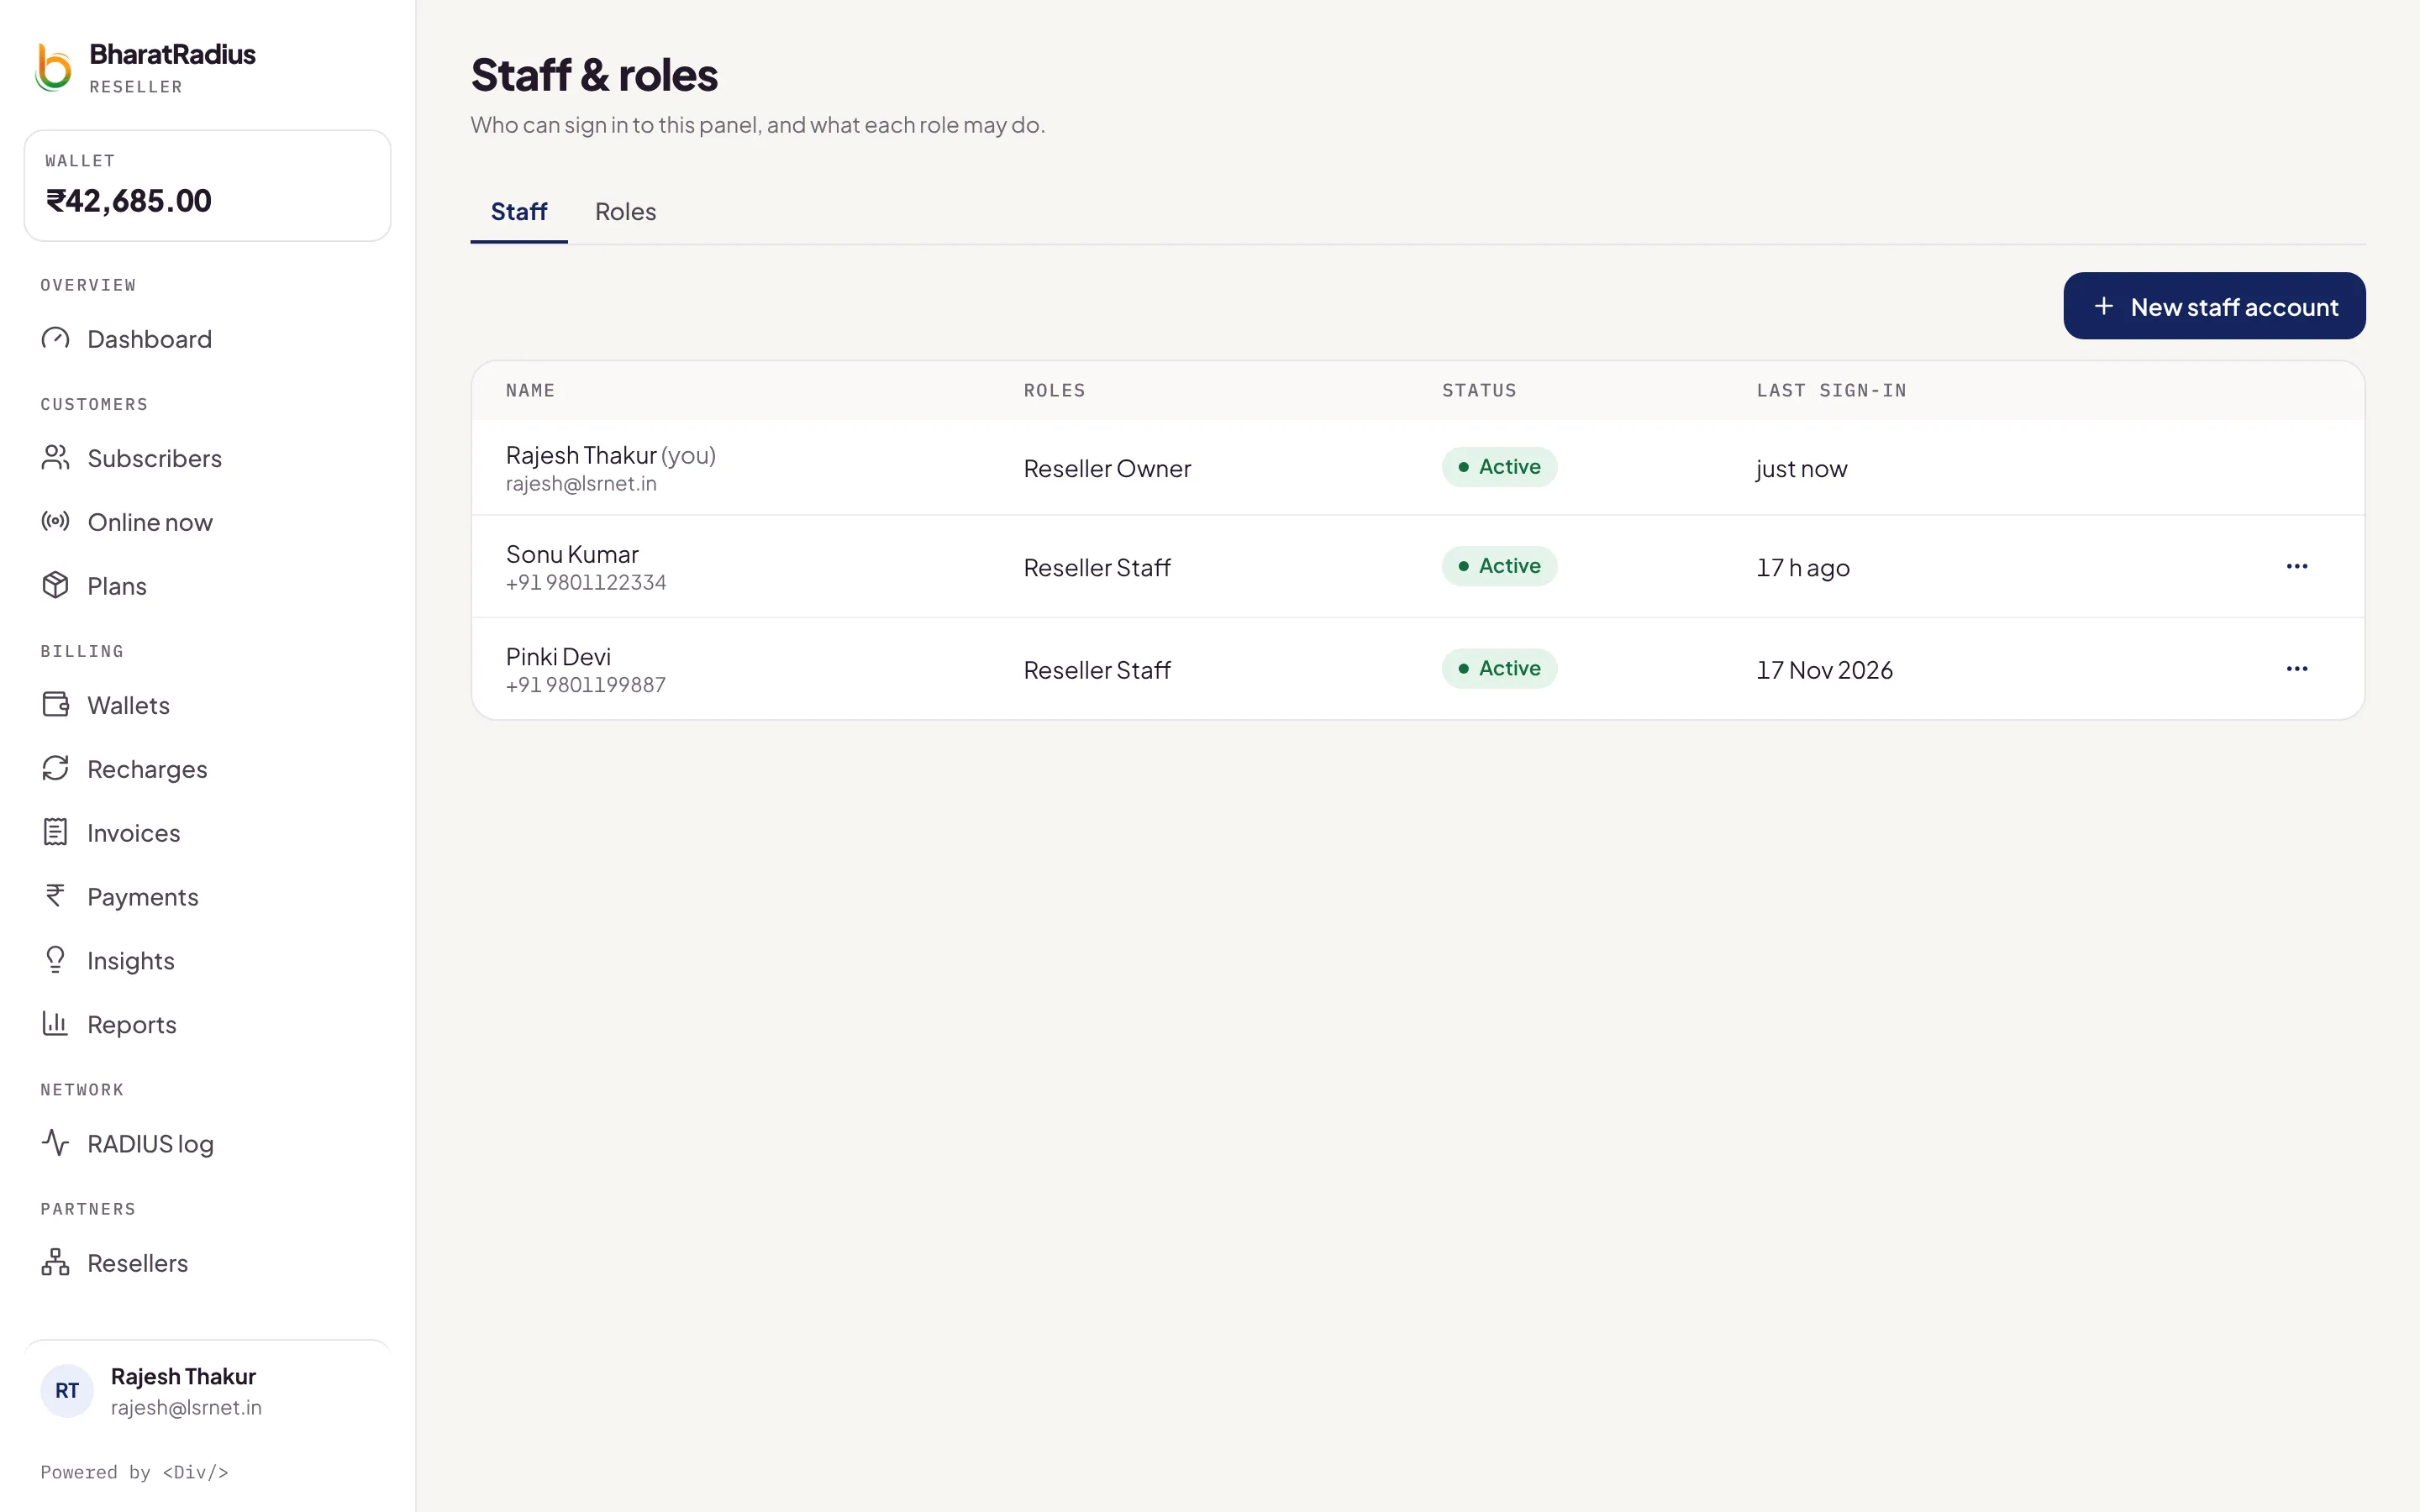 BharatRadius
RESELLER
WALLET
₹42,685.00
OVERVIEW
Dashboard
CUSTOMERS
Subscribers
Online now
Plans
BILLING
Wallets
Recharges
Invoices
Payments
Insights
Reports
NETWORK
RADIUS log
PARTNERS
Resellers
RT
Rajesh Thakur
rajesh@lsrnet.in
Powered by <Div/>
Staff & roles
Who can sign in to this panel, and what each role may do.
Staff Roles
+ New staff account
NAME ROLES STATUS LAST SIGN-IN
Rajesh Thakur (you)
rajesh@lsrnet.in
Reseller Owner Active just now
Sonu Kumar
+91 9801122334
Reseller Staff Active 17 h ago
Pinki Devi
+91 9801199887
Reseller Staff Active 17 Nov 2026